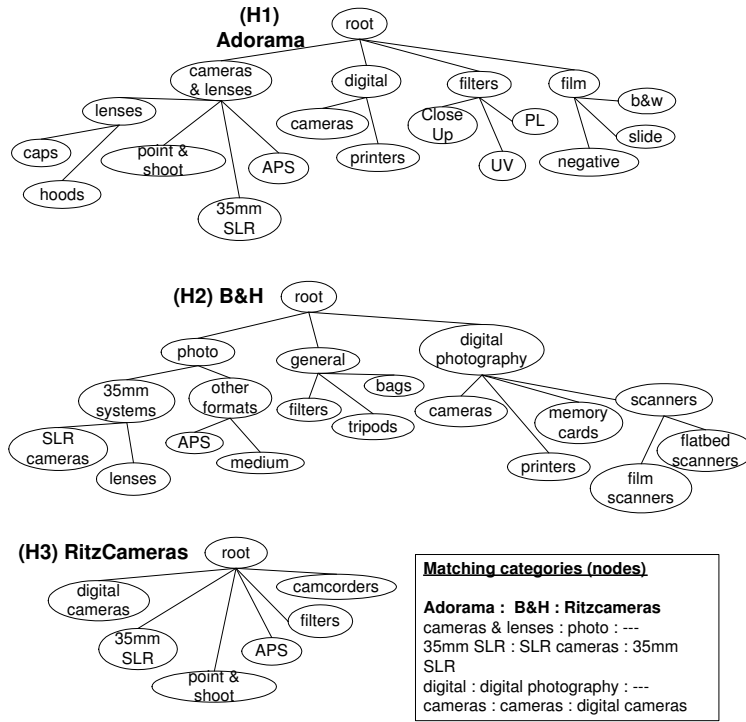 (H1)
Adorama
root
cameras
& lenses
digital
filters
film
lenses
cameras
Close
Up
PL
b&w
slide
caps
point &
shoot
APS
printers
UV
negative
hoods
35mm
SLR
(H2) B&H
root
photo
general
digital
photography
35mm
systems
other
formats
filters
bags
tripods
cameras
memory
cards
scanners
SLR
cameras
APS
medium
lenses
printers
film
scanners
flatbed
scanners
(H3) RitzCameras
root
digital
cameras
camcorders
filters
35mm
SLR
APS
point &
shoot
Matching categories (nodes)
Adorama : B&H : Ritzcameras
cameras & lenses : photo : ---
35mm SLR : SLR cameras : 35mm
SLR
digital : digital photography : ---
cameras : cameras : digital cameras